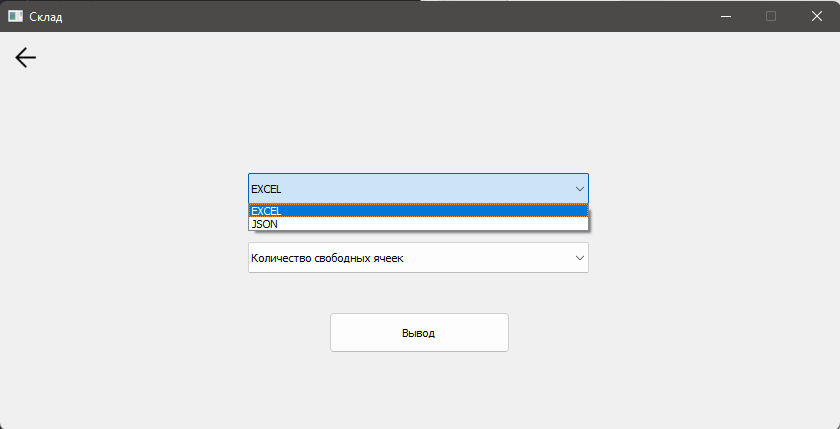 Склад
EXCEL
EXCEL
JSON
Количество свободных ячеек
Вывод